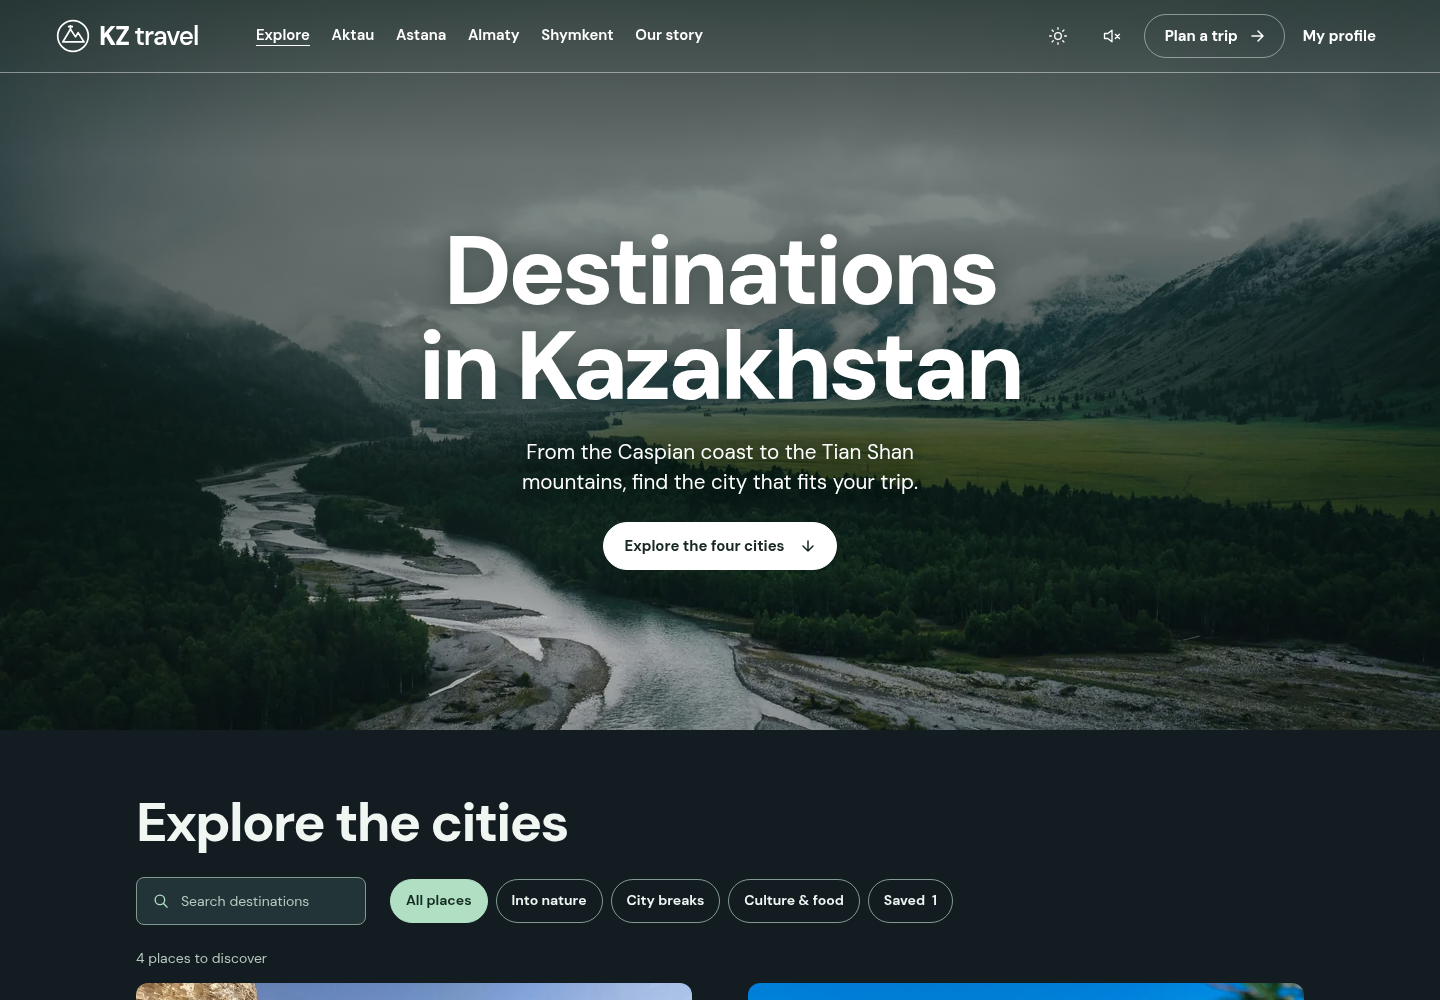 KZ travel
Explore
Aktau
Astana
Almaty
Shymkent
Our story
Plan a trip
My profile
Destinations
in Kazakhstan
From the Caspian coast to the Tian Shan
mountains, find the city that fits your trip.
Explore the four cities
Explore the cities
Search destinations
All places
Into nature
City breaks
Culture & food
Saved 1
4 places to discover